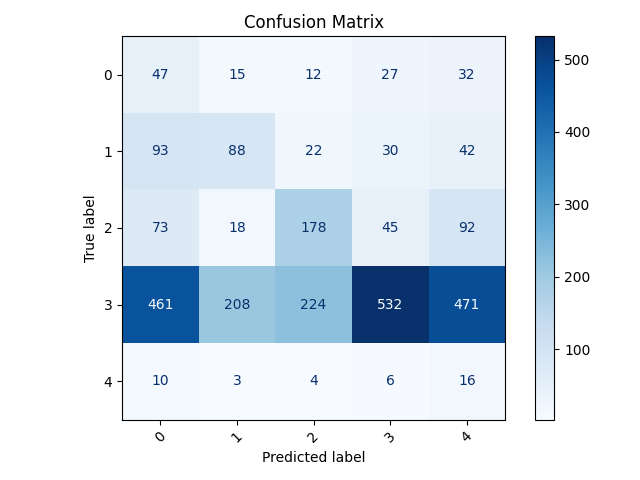 Confusion Matrix
0 47 15 12 27 32
1 93 88 22 30 42
2 73 18 178 45 92
3 461 208 224 532 471
4 10 3 4 6 16
0 1 2 3 4
Predicted label
True label
500
400
300
200
100